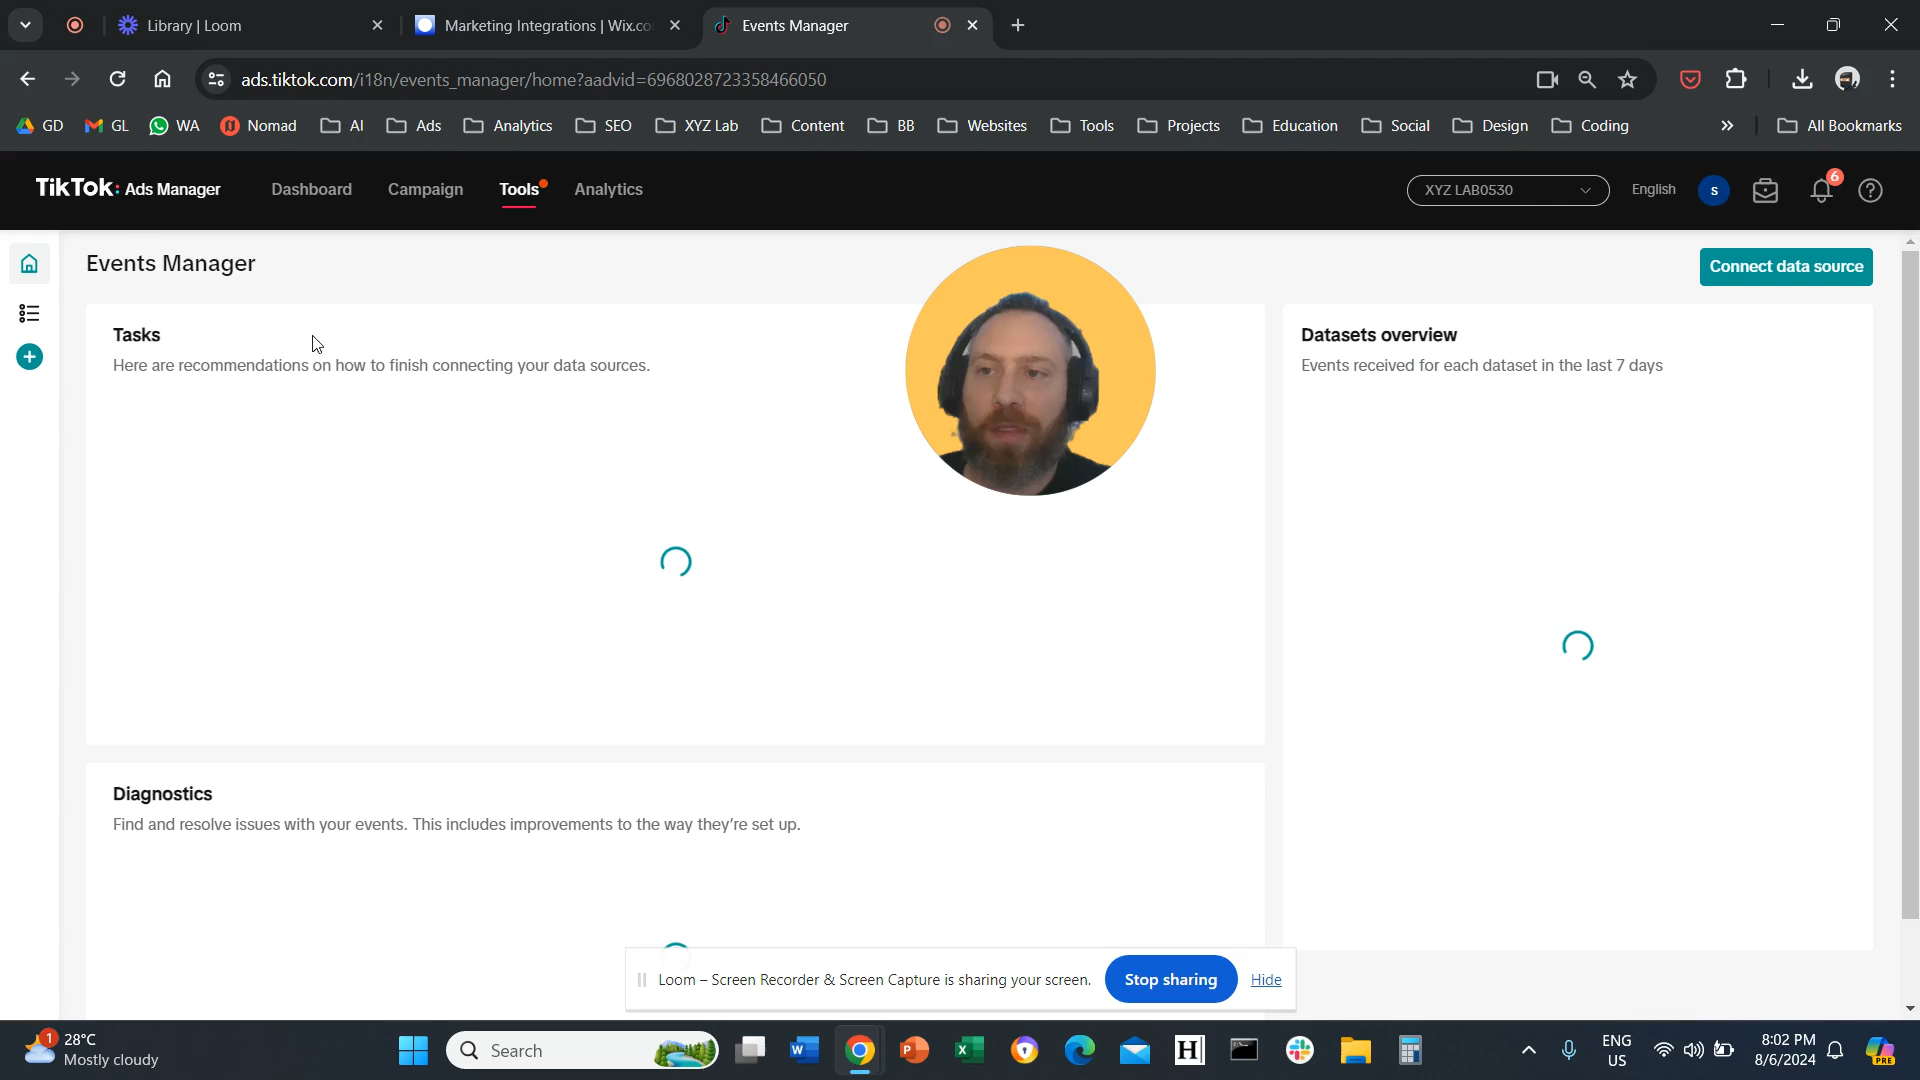 Library | Loom
Marketing Integrations | Wix.co
Events Manager
ads.tiktok.com/i18n/events_manager/home?aadvid=6968028723358466050
GD
GL
WA
Nomad
AI
Ads
Analytics
SEO
XYZ Lab
Content
BB
Websites
Tools
Projects
Education
Social
Design
Coding
All Bookmarks
TikTok: Ads Manager
Dashboard
Campaign
Tools
Analytics
XYZ LAB0530
English
S
6
Events Manager
Connect data source
Tasks
Here are recommendations on how to finish connecting your data sources.
Datasets overview
Events received for each dataset in the last 7 days
Diagnostics
Find and resolve issues with your events. This includes improvements to the way they're set up.
Loom – Screen Recorder & Screen Capture is sharing your screen.
Stop sharing
Hide
1
28°C
Mostly cloudy
Search
ENG
US
8:02 PM
8/6/2024
PRE